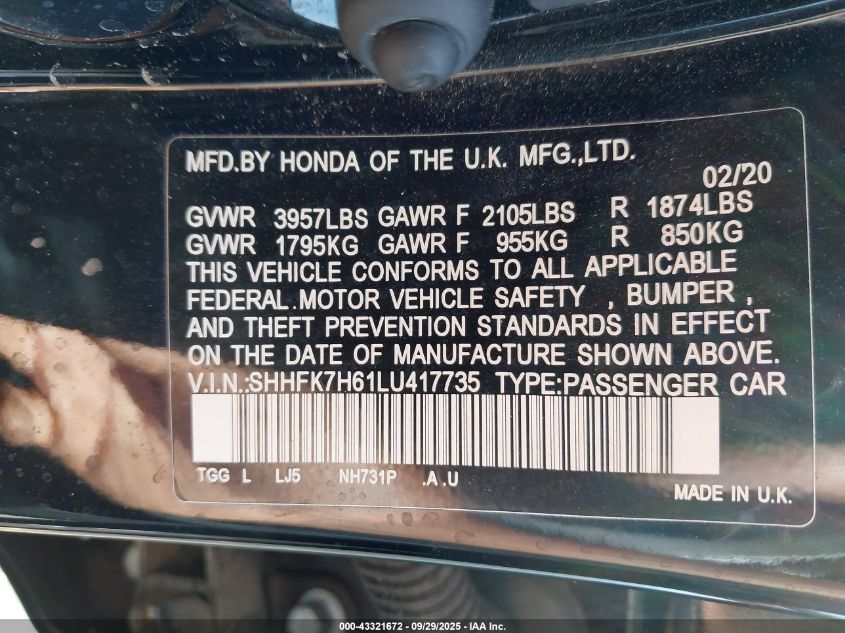 MFD.BY HONDA OF THE U.K. MFG.,LTD.
02/20
GVWR 3957LBS GAWR F 2105LBS R 1874LBS
GVWR 1795KG GAWR F 955KG R 850KG
THIS VEHICLE CONFORMS TO ALL APPLICABLE
FEDERAL.MOTOR VEHICLE SAFETY , BUMPER ,
AND THEFT PREVENTION STANDARDS IN EFFECT
ON THE DATE OF MANUFACTURE SHOWN ABOVE.
V.I.N.:SHHFK7H61LU417735 TYPE:PASSENGER CAR
TGG L LJ5 NH731P .A .U
MADE IN U.K.
000-43321672 - 09/29/2025 - IAA Inc.